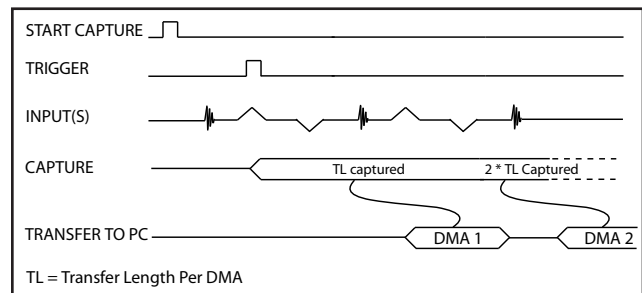 START CAPTURE
TRIGGER
INPUT(S)
CAPTURE
TL captured
2 * TL Captured
TRANSFER TO PC
DMA 1
DMA 2
TL = Transfer Length Per DMA